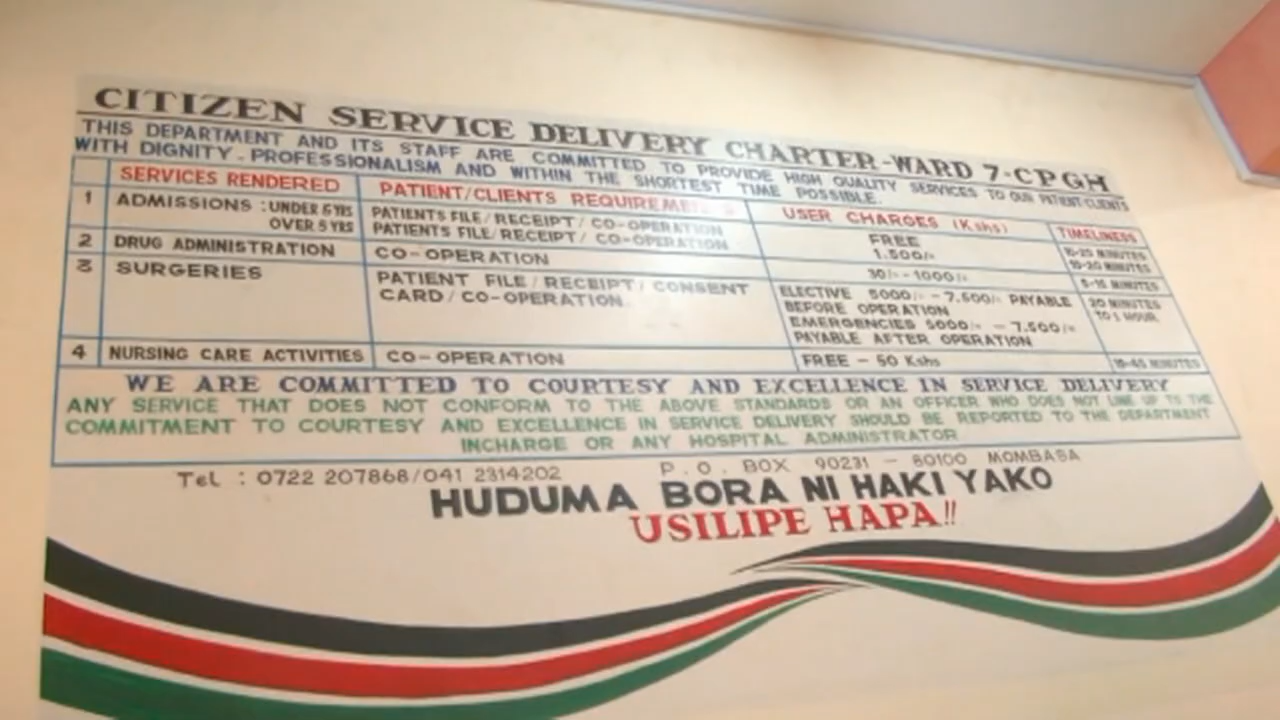 CITIZEN SERVICE DELIVERY CHARTER-WARD 7-CPGH
THIS DEPARTMENT AND ITS STAFF ARE COMMITTED TO PROVIDE HIGH QUALITY SERVICES TO OUR PATIENT/CLIENTS
WITH DIGNITY - PROFESSIONALISM AND WITHIN THE SHORTEST TIME POSSIBLE.
SERVICES RENDERED PATIENT/CLIENTS REQUIREMENTS USER CHARGES (Kshs) TIMELINESS
1 ADMISSIONS : UNDER 5 YRS PATIENTS FILE / RECEIPT / CO-OPERATION FREE 15-20 MINUTES
OVER 5 YRS PATIENTS FILE / RECEIPT / CO-OPERATION 1.500/= 10-20 MINUTES
2 DRUG ADMINISTRATION CO-OPERATION 30/= - 1000/= 5-15 MINUTES
3 SURGERIES PATIENT FILE / RECEIPT / CONSENT ELECTIVE 5000/= - 7.500/= PAYABLE 20 MINUTES
CARD / CO-OPERATION BEFORE OPERATION TO 1 HOUR
EMERGENCIES 5000/= - 7.500/=
PAYABLE AFTER OPERATION
4 NURSING CARE ACTIVITIES CO-OPERATION FREE - 50 Kshs MINUTES
WE ARE COMMITTED TO COURTESY AND EXCELLENCE IN SERVICE DELIVERY
ANY SERVICE THAT DOES NOT CONFORM TO THE ABOVE STANDARDS OR AN OFFICER WHO DOES NOT LIVE UP TO THE
COMMITMENT TO COURTESY AND EXCELLENCE IN SERVICE DELIVERY SHOULD BE REPORTED TO THE DEPARTMENT
INCHARGE OR ANY HOSPITAL ADMINISTRATOR
Tel : 0722 207868/041 2314202 P.O. BOX 90231 - 80100 MOMBASA
HUDUMA BORA NI HAKI YAKO
USILIPE HAPA!!